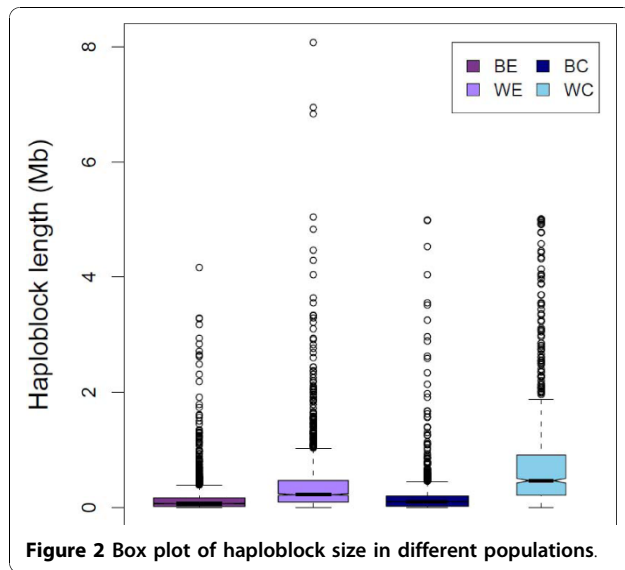 8
6
4
2
0
Haploblock length (Mb)
BE BC
WE WC
Figure 2 Box plot of haploblock size in different populations.